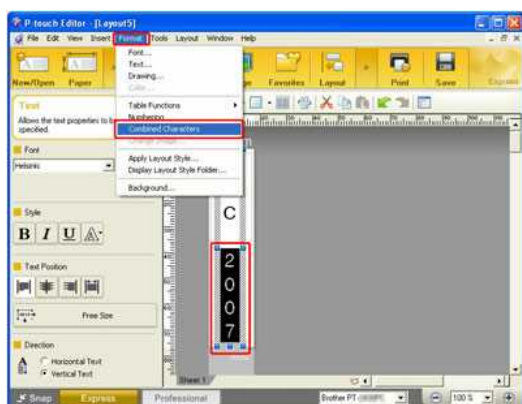 P-touch Editor - [Layout5]
File Edit View Insert Format Tools Layout Window Help
New/Open Paper Favorites Layout Print Save Express
Font...
Text...
Drawing...
Color...
Table Functions
Numbering
Combined Characters
Apply Layout Style...
Display Layout Style Folder...
Background...
Text
Allows the text properties to b
specified.
Font
Helsinki
Style
B I U A
Text Position
Free Size
Direction
A Horizontal Text
Vertical Text
C
2
0
0
7
Sheet 1
Snap Express Professional
Brother PT
100 %